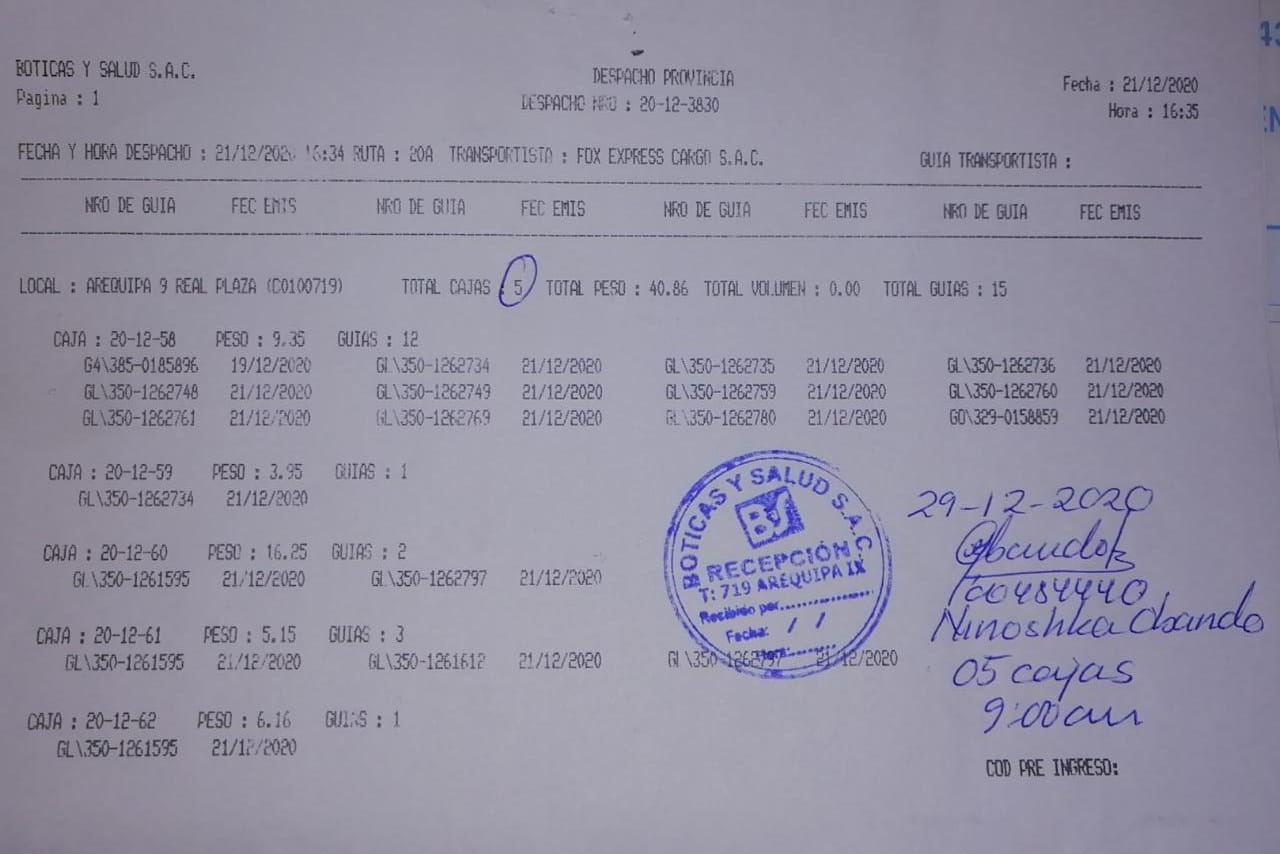 BOTICAS Y SALUD S.A.C.
DESPACHO PROVINCIA
Fecha : 21/12/2020
Pagina : 1
DESPACHO NRO : 20-12-3830
Hora : 16:35
FECHA Y HORA DESPACHO : 21/12/2020 16:34 RUTA : 20A TRANSPORTISTA : FOX EXPRESS CARGO S.A.C. GUIA TRANSPORTISTA :
NRO DE GUIA FEC EMIS NRO DE GUIA FEC EMIS NRO DE GUIA FEC EMIS NRO DE GUIA FEC EMIS
LOCAL : AREQUIPA 9 REAL PLAZA (C0100719) TOTAL CAJAS : 5 TOTAL PESO : 40.86 TOTAL VOLUMEN : 0.00 TOTAL GUIAS : 15
CAJA : 20-12-58 PESO : 9.35 GUIAS : 12
G4\385-0185896 19/12/2020 GL\350-1262734 21/12/2020 GL\350-1262735 21/12/2020 GL\350-1262736 21/12/2020
GL\350-1262748 21/12/2020 GL\350-1262749 21/12/2020 GL\350-1262759 21/12/2020 GL\350-1262760 21/12/2020
GL\350-1262761 21/12/2020 GL\350-1262769 21/12/2020 GL\350-1262780 21/12/2020 GO\329-0158859 21/12/2020
CAJA : 20-12-59 PESO : 3.95 GUIAS : 1
GL\350-1262734 21/12/2020
CAJA : 20-12-60 PESO : 16.25 GUIAS : 2
GL\350-1261595 21/12/2020 GL\350-1262797 21/12/2020
CAJA : 20-12-61 PESO : 5.15 GUIAS : 3
GL\350-1261595 21/12/2020 GL\350-1261612 21/12/2020 GL\350-1262797 21/12/2020
CAJA : 20-12-62 PESO : 6.16 GUIAS : 1
GL\350-1261595 21/12/2020
BOTICAS Y SALUD S.A.C.
RECEPCIÓN
T: 719 AREQUIPA IX
Recibido por:
Fecha: / /
Hora:
29-12-2020
Ninoshka Obando
05 cajas
9:00am
COD PRE INGRESO: